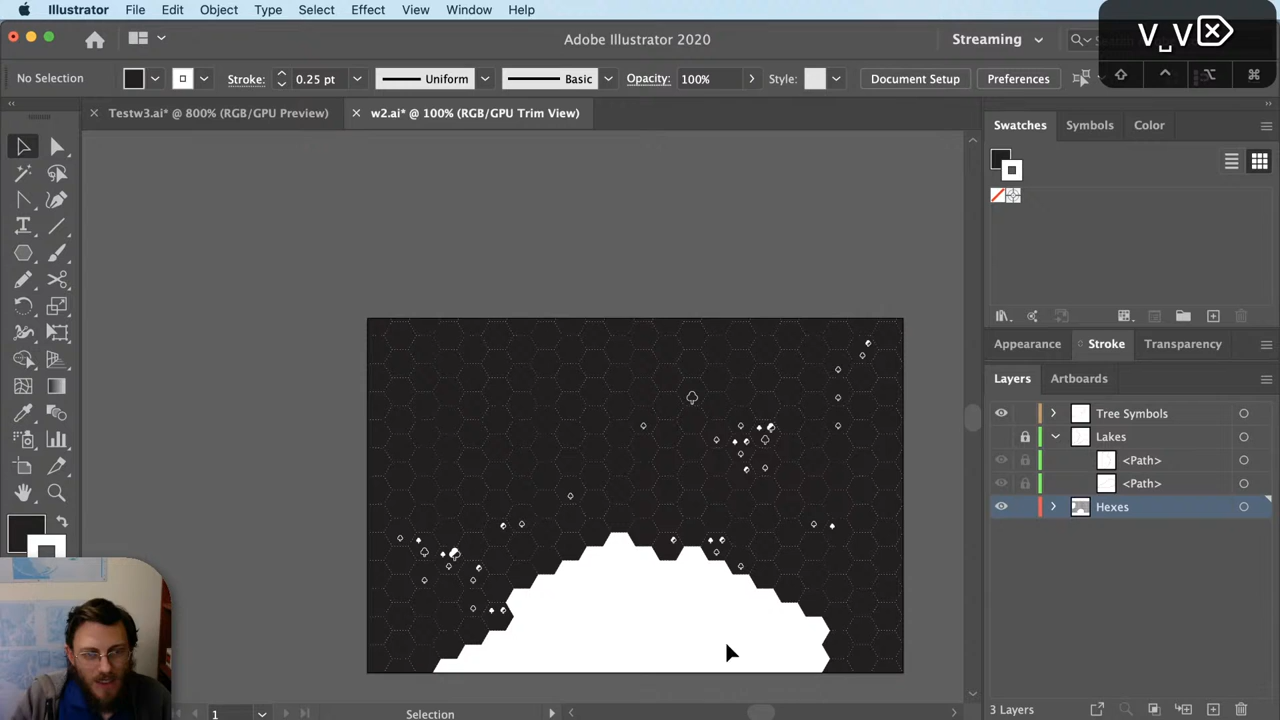 Illustrator File Edit Object Type Select Effect View Window Help
V␣V
Adobe Illustrator 2020
Streaming
No Selection
Stroke:
0.25 pt
Uniform
Basic
Opacity:
100%
Style:
Document Setup
Preferences
Testw3.ai* @ 800% (RGB/GPU Preview)
w2.ai* @ 100% (RGB/GPU Trim View)
Swatches Symbols Color
Appearance Stroke Transparency
Layers Artboards
Tree Symbols
Lakes
<Path>
<Path>
Hexes
1
Selection
3 Layers